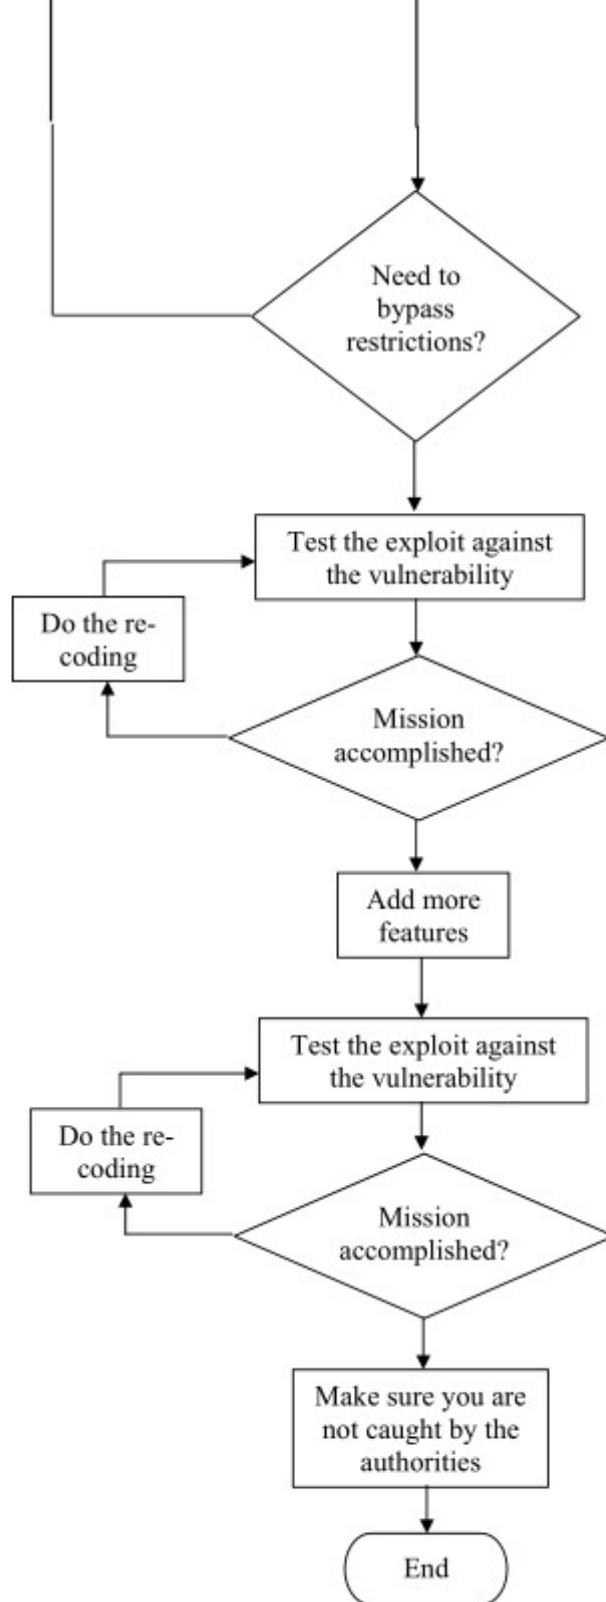 Need to
bypass
restrictions?
Test the exploit against
the vulnerability
Do the re-
coding
Mission
accomplished?
Add more
features
Test the exploit against
the vulnerability
Do the re-
coding
Mission
accomplished?
Make sure you are
not caught by the
authorities
End